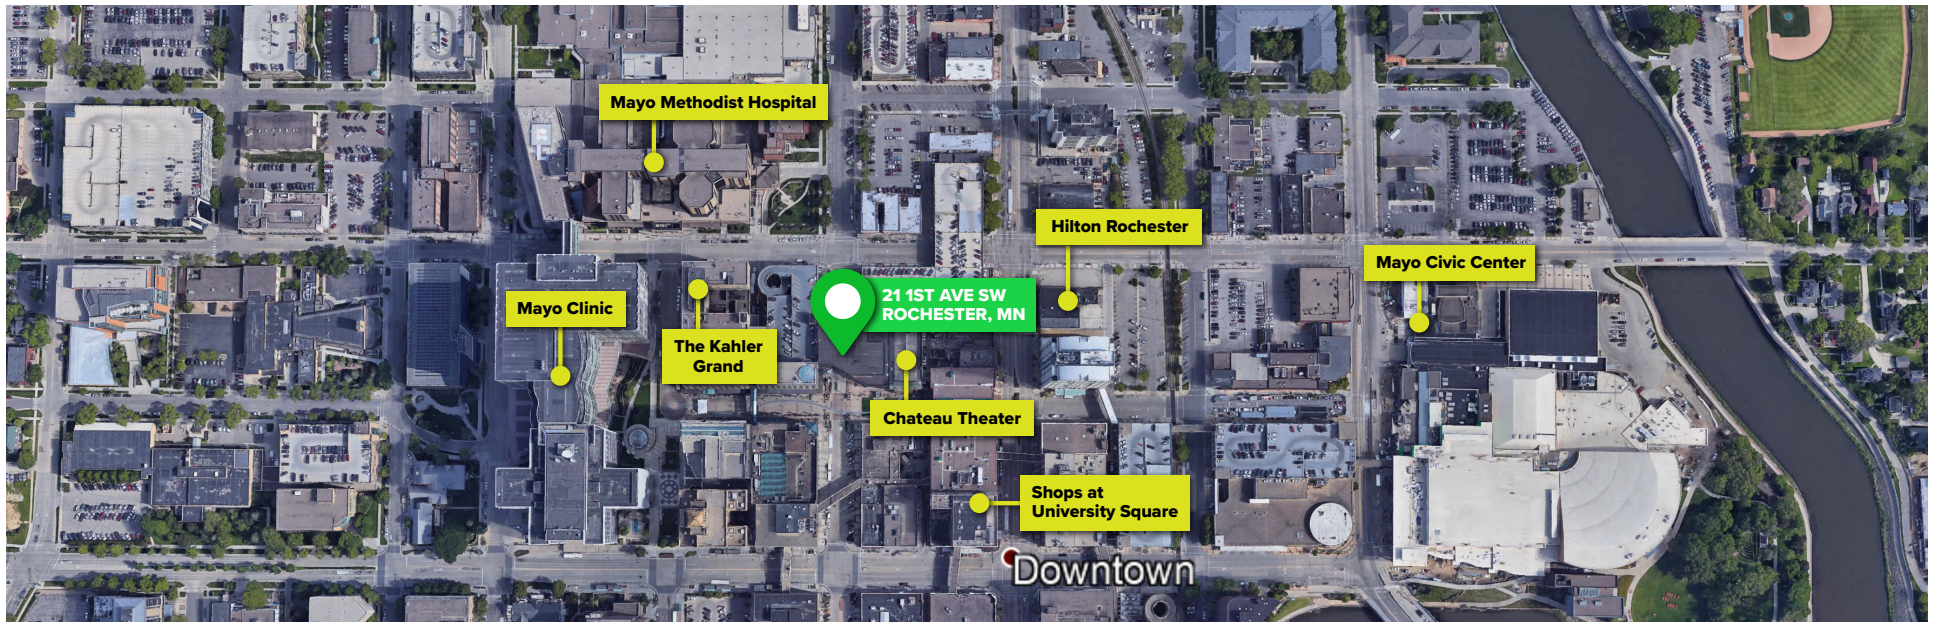 Mayo Methodist Hospital
Hilton Rochester
Mayo Civic Center
Mayo Clinic
21 1ST AVE SW
ROCHESTER, MN
The Kahler
Grand
Chateau Theater
Shops at
University Square
Downtown